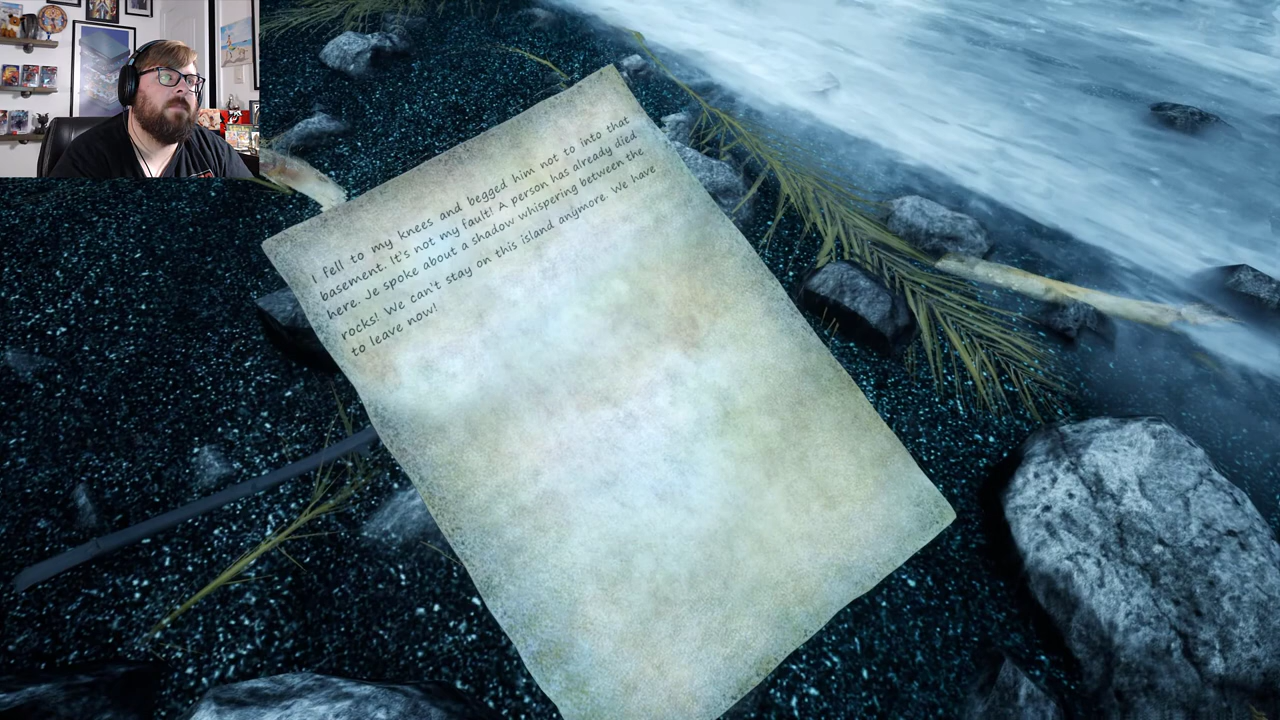 I fell to my knees and begged him not to into that
basement. It's not my fault! A person has already died
here. Je spoke about a shadow whispering between the
rocks! We can't stay on this island anymore. We have
to leave now!